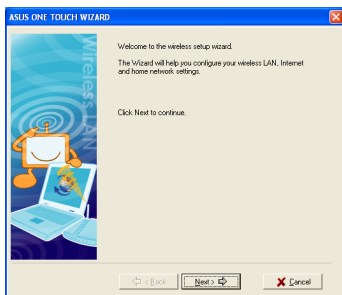 ASUS ONE TOUCH WIZARD
Wireless LAN
Welcome to the wireless setup wizard.
The Wizard will help you configure your wireless LAN, Internet
and home network settings.
Click Next to continue.
< Back
Next >
Cancel